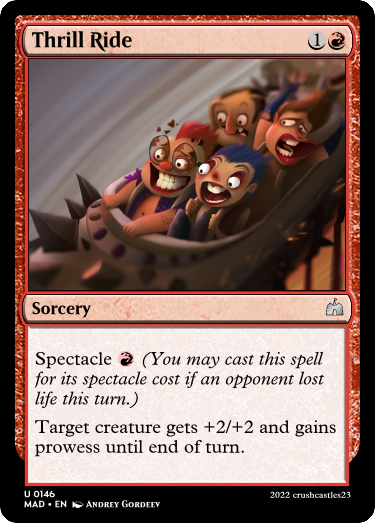 Thrill Ride 1
Sorcery
Spectacle (You may cast this spell
for its spectacle cost if an opponent lost
life this turn.)
Target creature gets +2/+2 and gains
prowess until end of turn.
U 0146
MAD • EN Andrey Gordeev
2022 crushcastles23